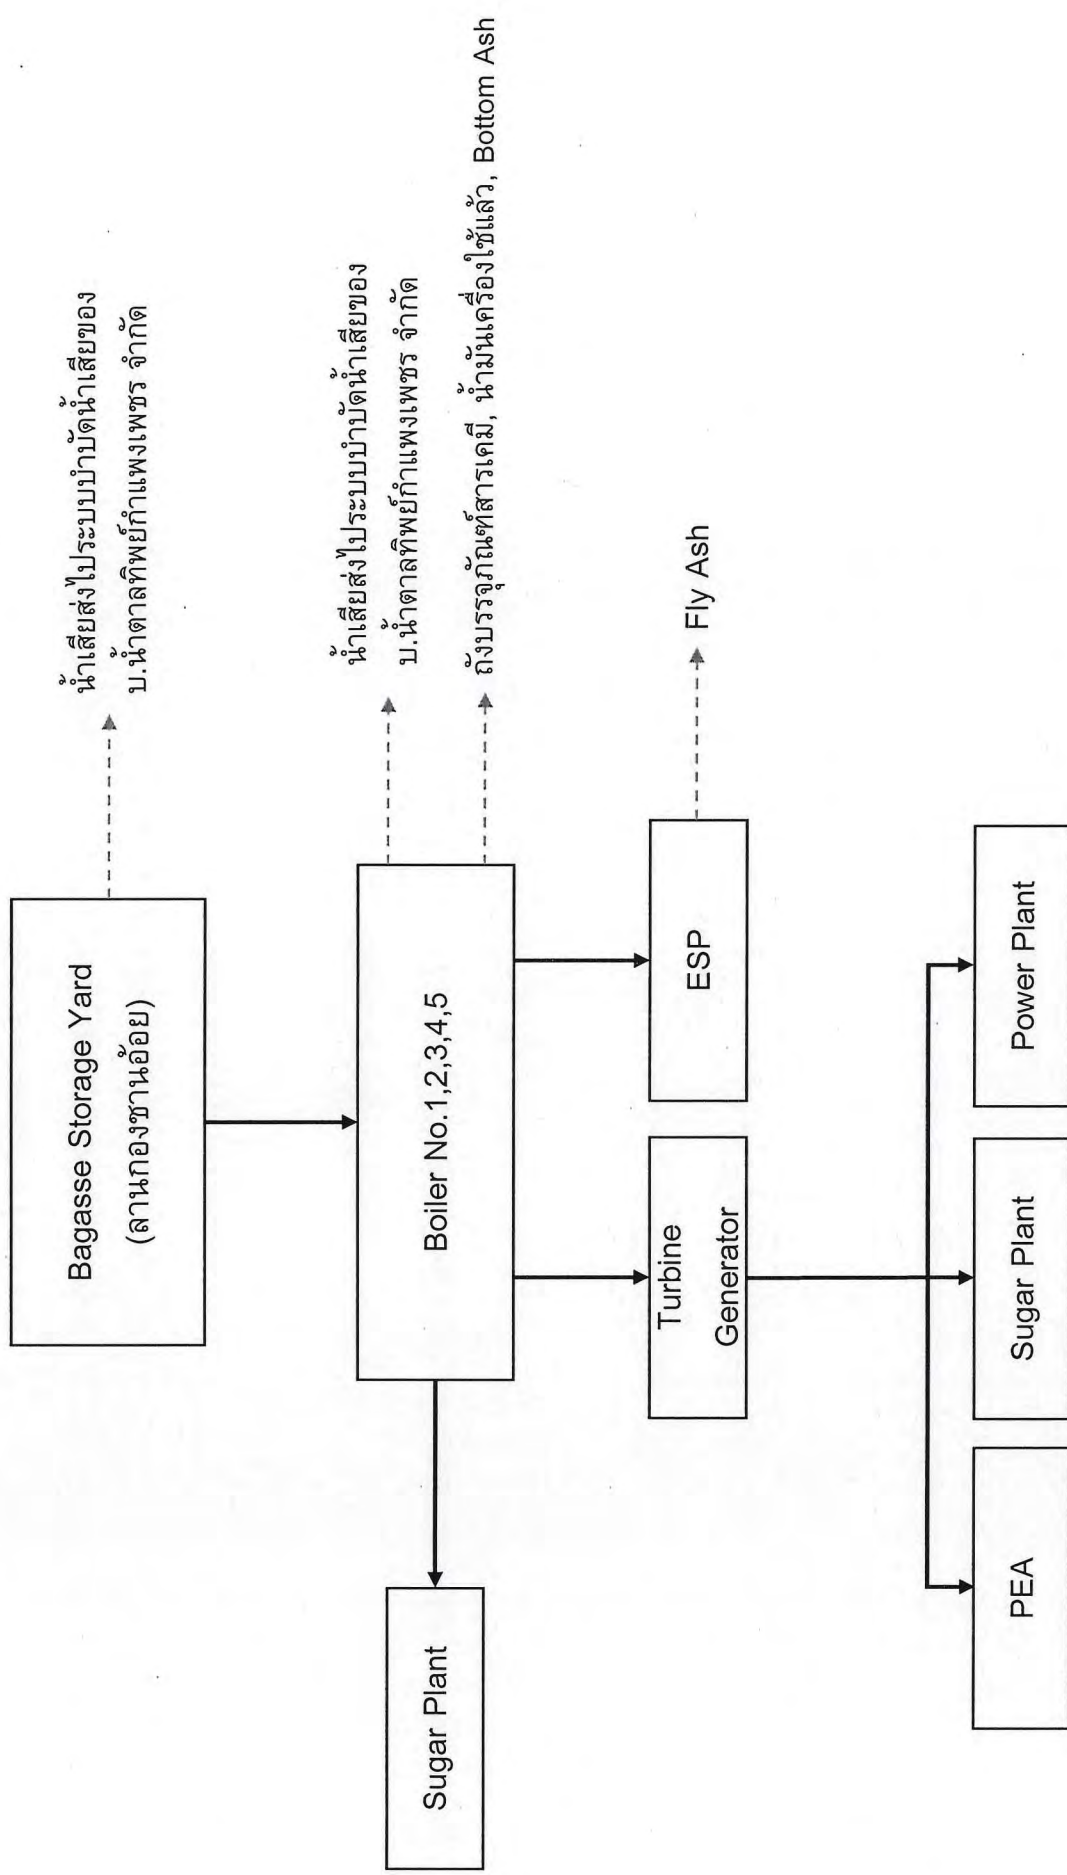 Bagasse Storage Yard
(ลานกองชานอ้อย)
น้ำเสียส่งไประบบบำบัดน้ำเสียของ
บ.น้ำตาลทิพย์กำแพงเพชร จำกัด
Sugar Plant
Boiler No.1,2,3,4,5
น้ำเสียส่งไประบบบำบัดน้ำเสียของ
บ.น้ำตาลทิพย์กำแพงเพชร จำกัด
ถังบรรจุภัณฑ์สารเคมี, น้ำมันเครื่องใช้แล้ว, Bottom Ash
Turbine
Generator
ESP
Fly Ash
PEA
Sugar Plant
Power Plant